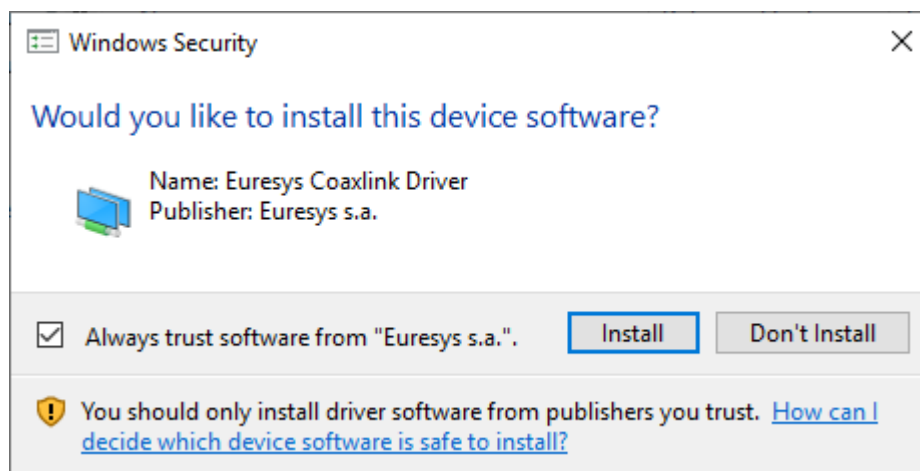 Windows Security
Would you like to install this device software?
Name: Euresys Coaxlink Driver
Publisher: Euresys s.a.
Always trust software from "Euresys s.a.".
Install
Don't Install
You should only install driver software from publishers you trust. How can I
decide which device software is safe to install?